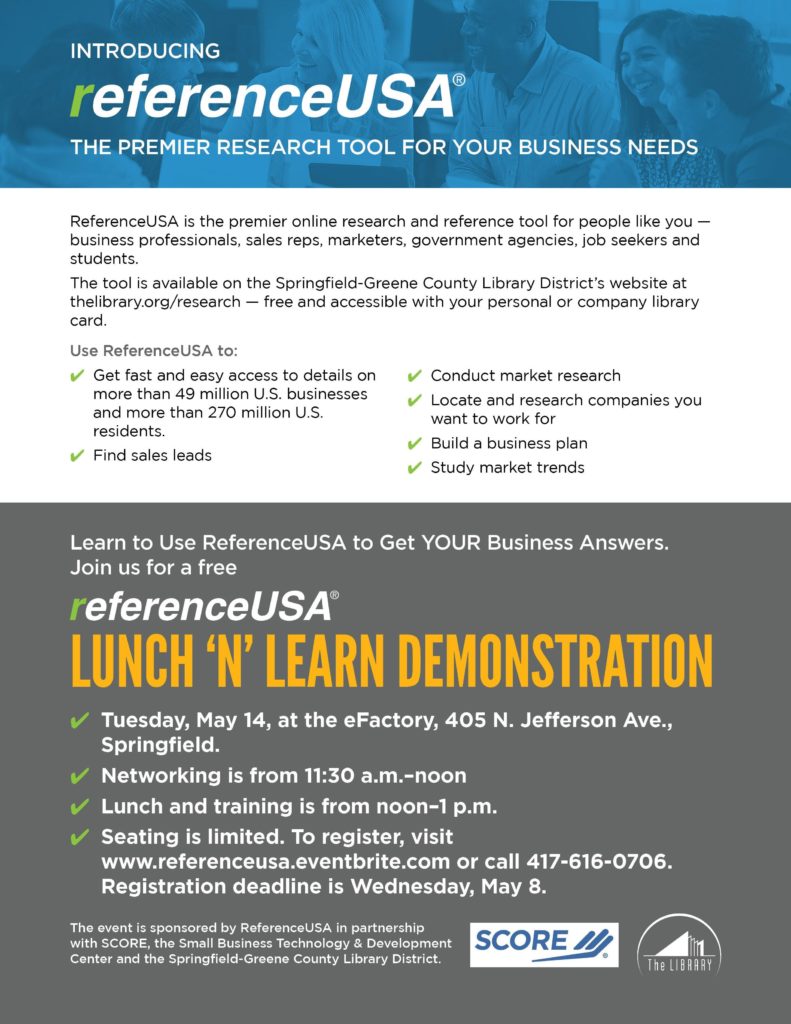 INTRODUCING
referenceUSA®
THE PREMIER RESEARCH TOOL FOR YOUR BUSINESS NEEDS
ReferenceUSA is the premier online research and reference tool for people like you —
business professionals, sales reps, marketers, government agencies, job seekers and
students.
The tool is available on the Springfield-Greene County Library District’s website at
thelibrary.org/research — free and accessible with your personal or company library
card.
Use ReferenceUSA to:
✔ Get fast and easy access to details on
more than 49 million U.S. businesses
and more than 270 million U.S.
residents.
✔ Find sales leads
✔ Conduct market research
✔ Locate and research companies you
want to work for
✔ Build a business plan
✔ Study market trends
Learn to Use ReferenceUSA to Get YOUR Business Answers.
Join us for a free
referenceUSA®
LUNCH ‘N’ LEARN DEMONSTRATION
✔ Tuesday, May 14, at the eFactory, 405 N. Jefferson Ave.,
Springfield.
✔ Networking is from 11:30 a.m.–noon
✔ Lunch and training is from noon–1 p.m.
✔ Seating is limited. To register, visit
www.referenceusa.eventbrite.com or call 417-616-0706.
Registration deadline is Wednesday, May 8.
The event is sponsored by ReferenceUSA in partnership
with SCORE, the Small Business Technology & Development
Center and the Springfield-Greene County Library District.
SCORE®
The LIBRARY